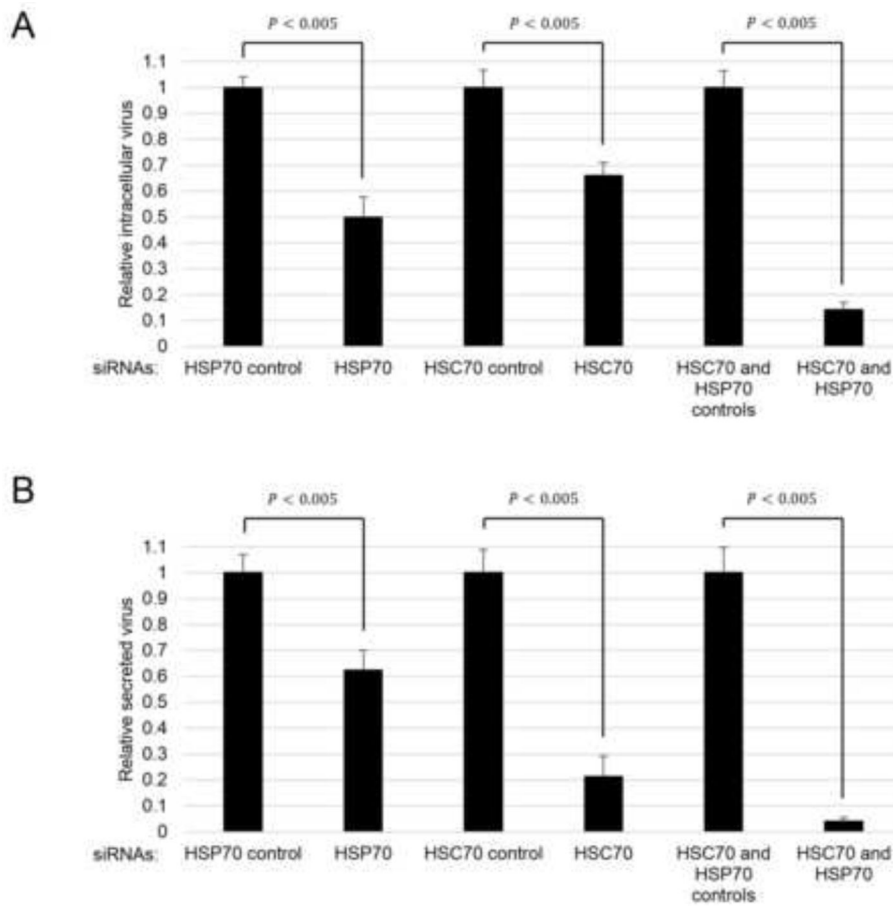 A
P < 0.005 P < 0.005 P < 0.005
Relative intracellular virus
1.1
1
0.9
0.8
0.7
0.6
0.5
0.4
0.3
0.2
0.1
0
siRNAs: HSP70 control HSP70 HSC70 control HSC70 HSC70 and HSC70 and
HSP70 HSP70
controls
B
P < 0.005 P < 0.005 P < 0.005
Relative secreted virus
1.1
1
0.9
0.8
0.7
0.6
0.5
0.4
0.3
0.2
0.1
0
siRNAs: HSP70 control HSP70 HSC70 control HSC70 HSC70 and HSC70 and
HSP70 HSP70
controls